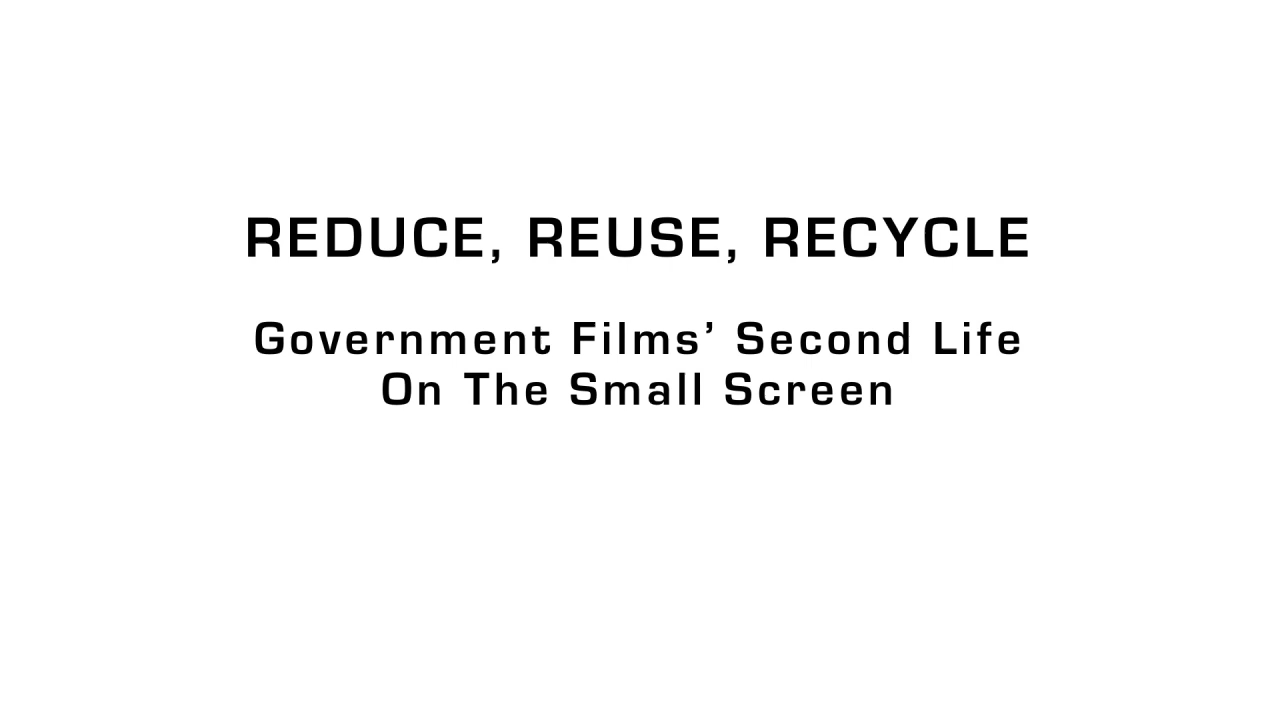 REDUCE, REUSE, RECYCLE
Government Films’ Second Life
On The Small Screen